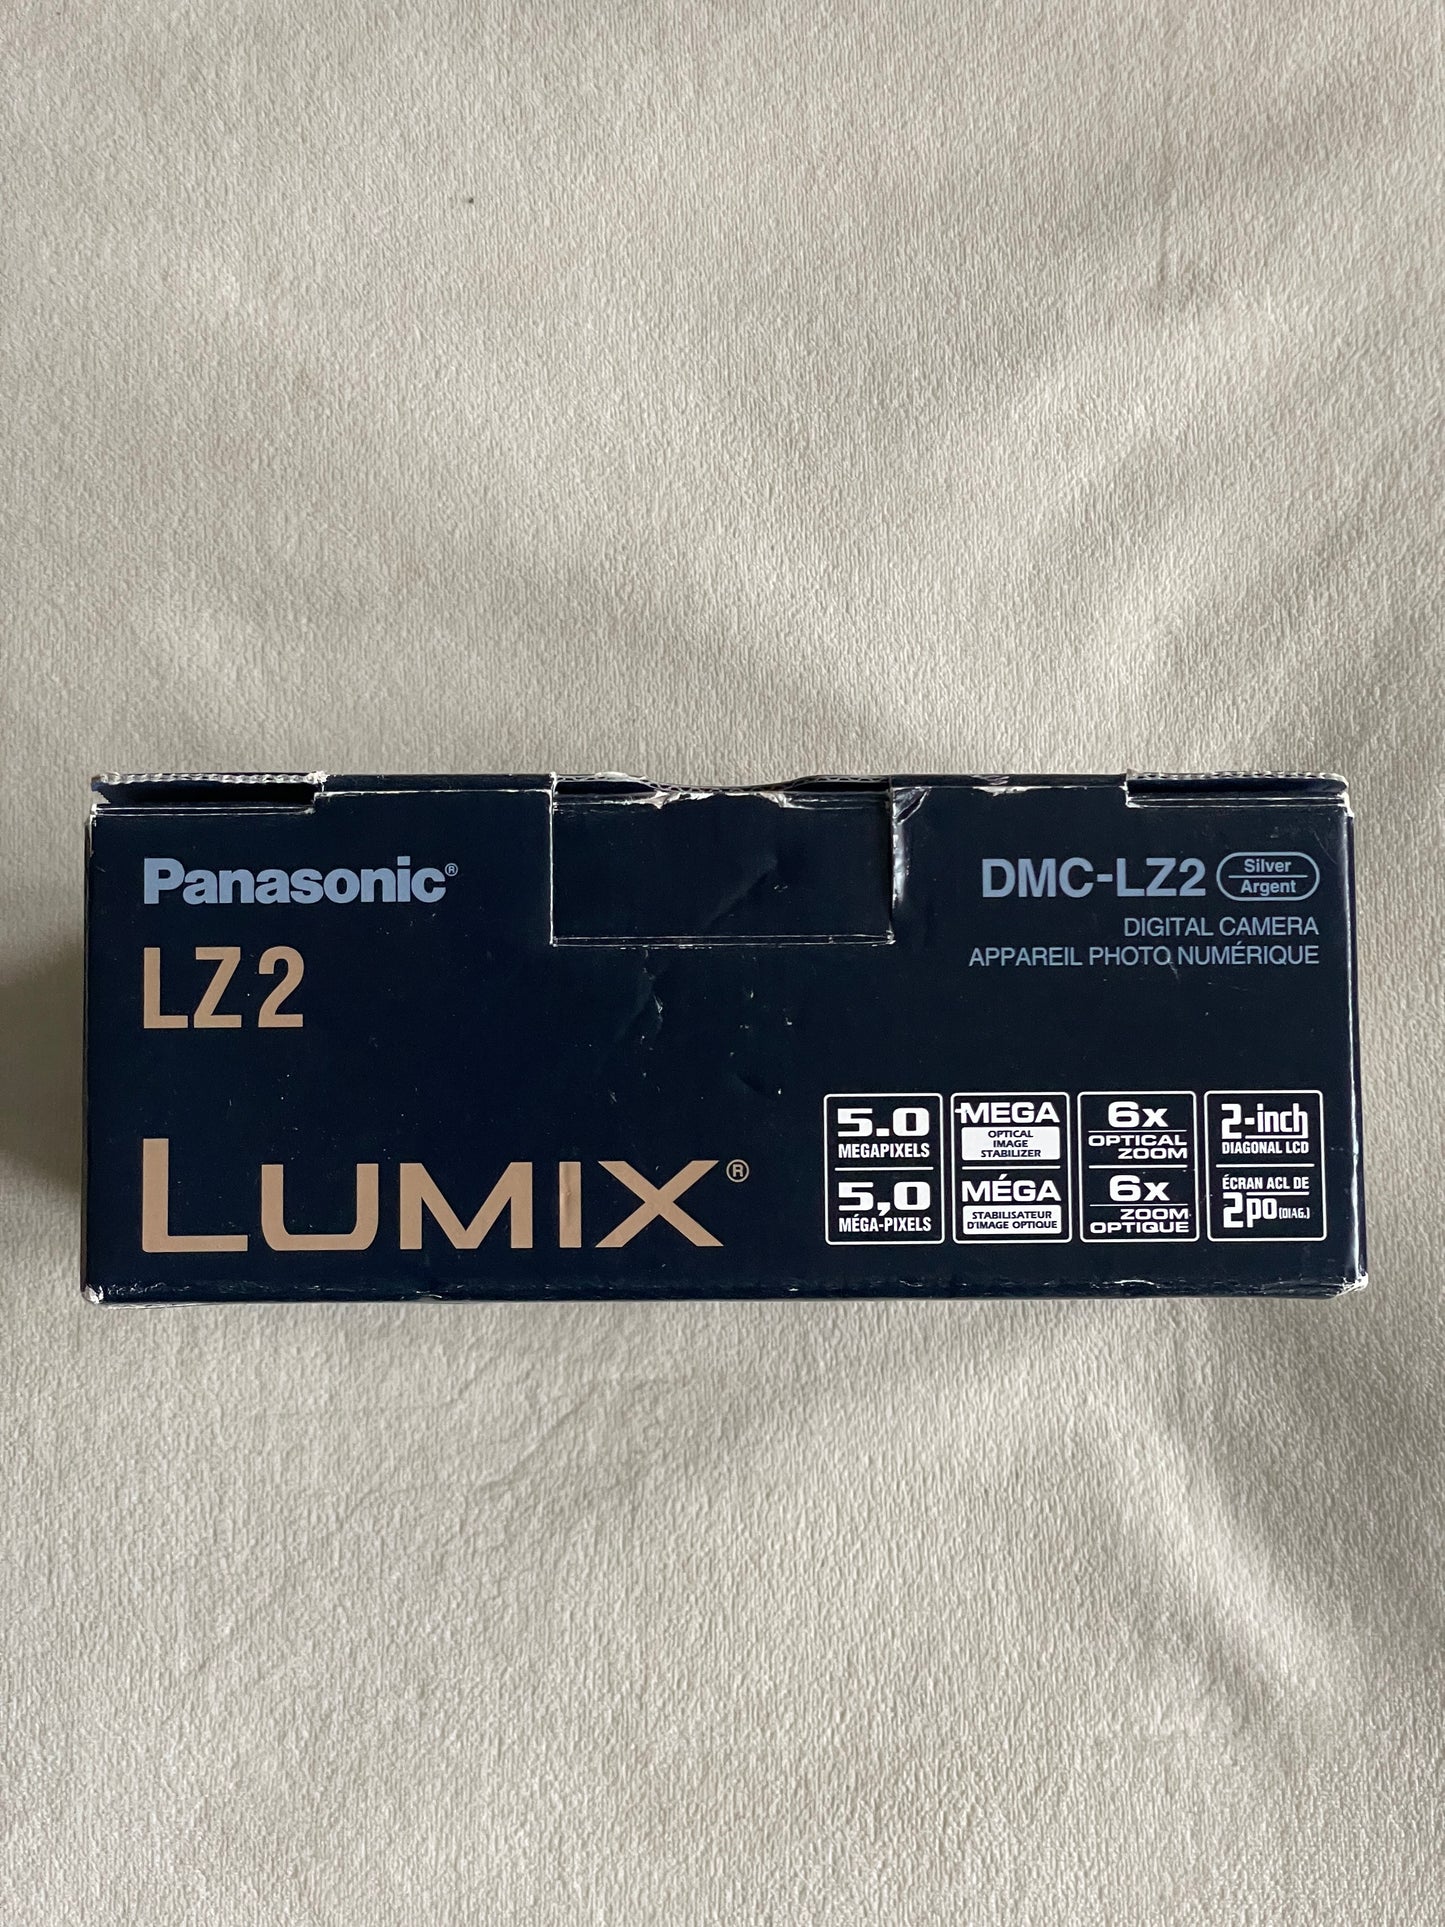 Panasonic®
LZ2
LUMIX®
DMC-LZ2 Silver
Argent
DIGITAL CAMERA
APPAREIL PHOTO NUMÉRIQUE
5.0
MEGAPIXELS
5,0
MÉGA-PIXELS
MEGA
OPTICAL
IMAGE
STABILIZER
MÉGA
STABILISATEUR
D'IMAGE OPTIQUE
6x
OPTICAL
ZOOM
6x
ZOOM
OPTIQUE
2-inch
DIAGONAL LCD
ÉCRAN ACL DE
2po (DIAG.)